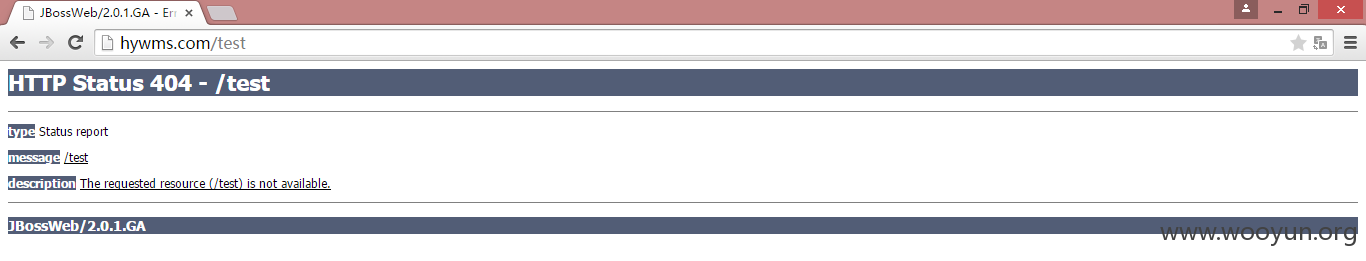 JBossWeb/2.0.1.GA - Er
hywms.com/test
HTTP Status 404 - /test
type Status report
message /test
description The requested resource (/test) is not available.
JBossWeb/2.0.1.GA
www.wooyun.org